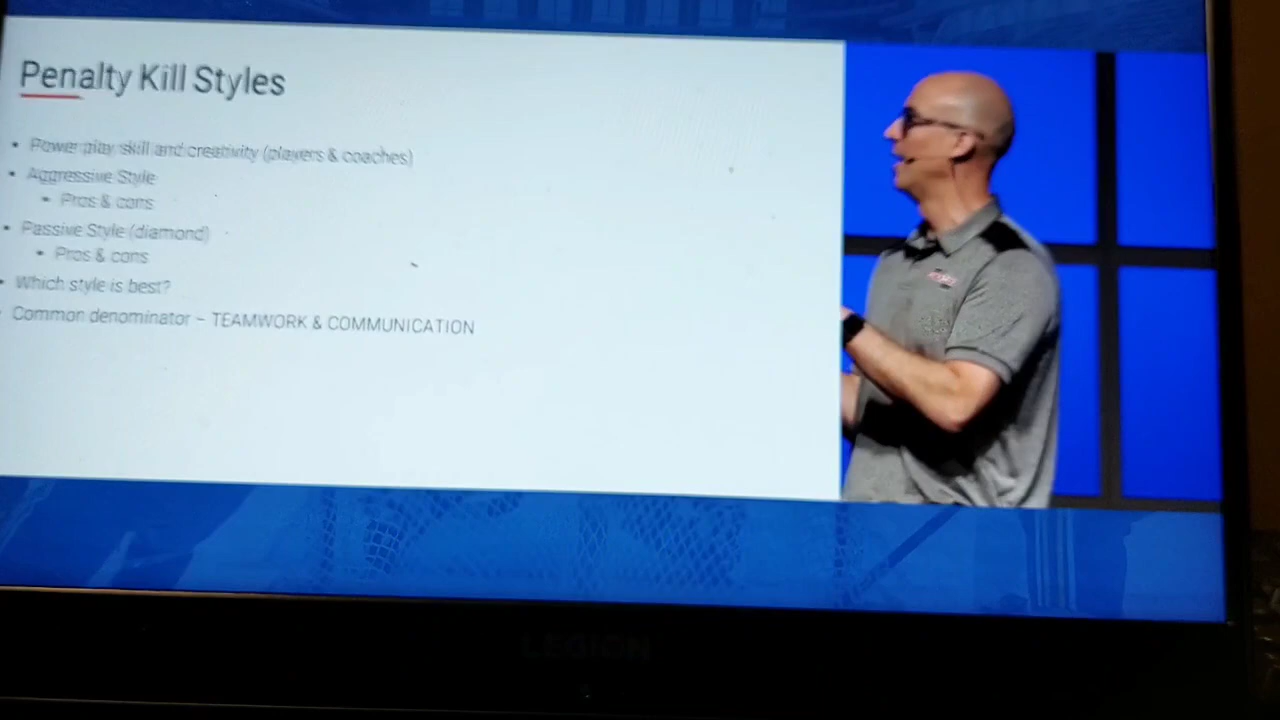 Penalty Kill Styles
• Power play skill and creativity (players & coaches)
• Aggressive Style
• Pros & cons
• Passive Style (diamond)
• Pros & cons
• Which style is best?
• Common denominator – TEAMWORK & COMMUNICATION
LEGION